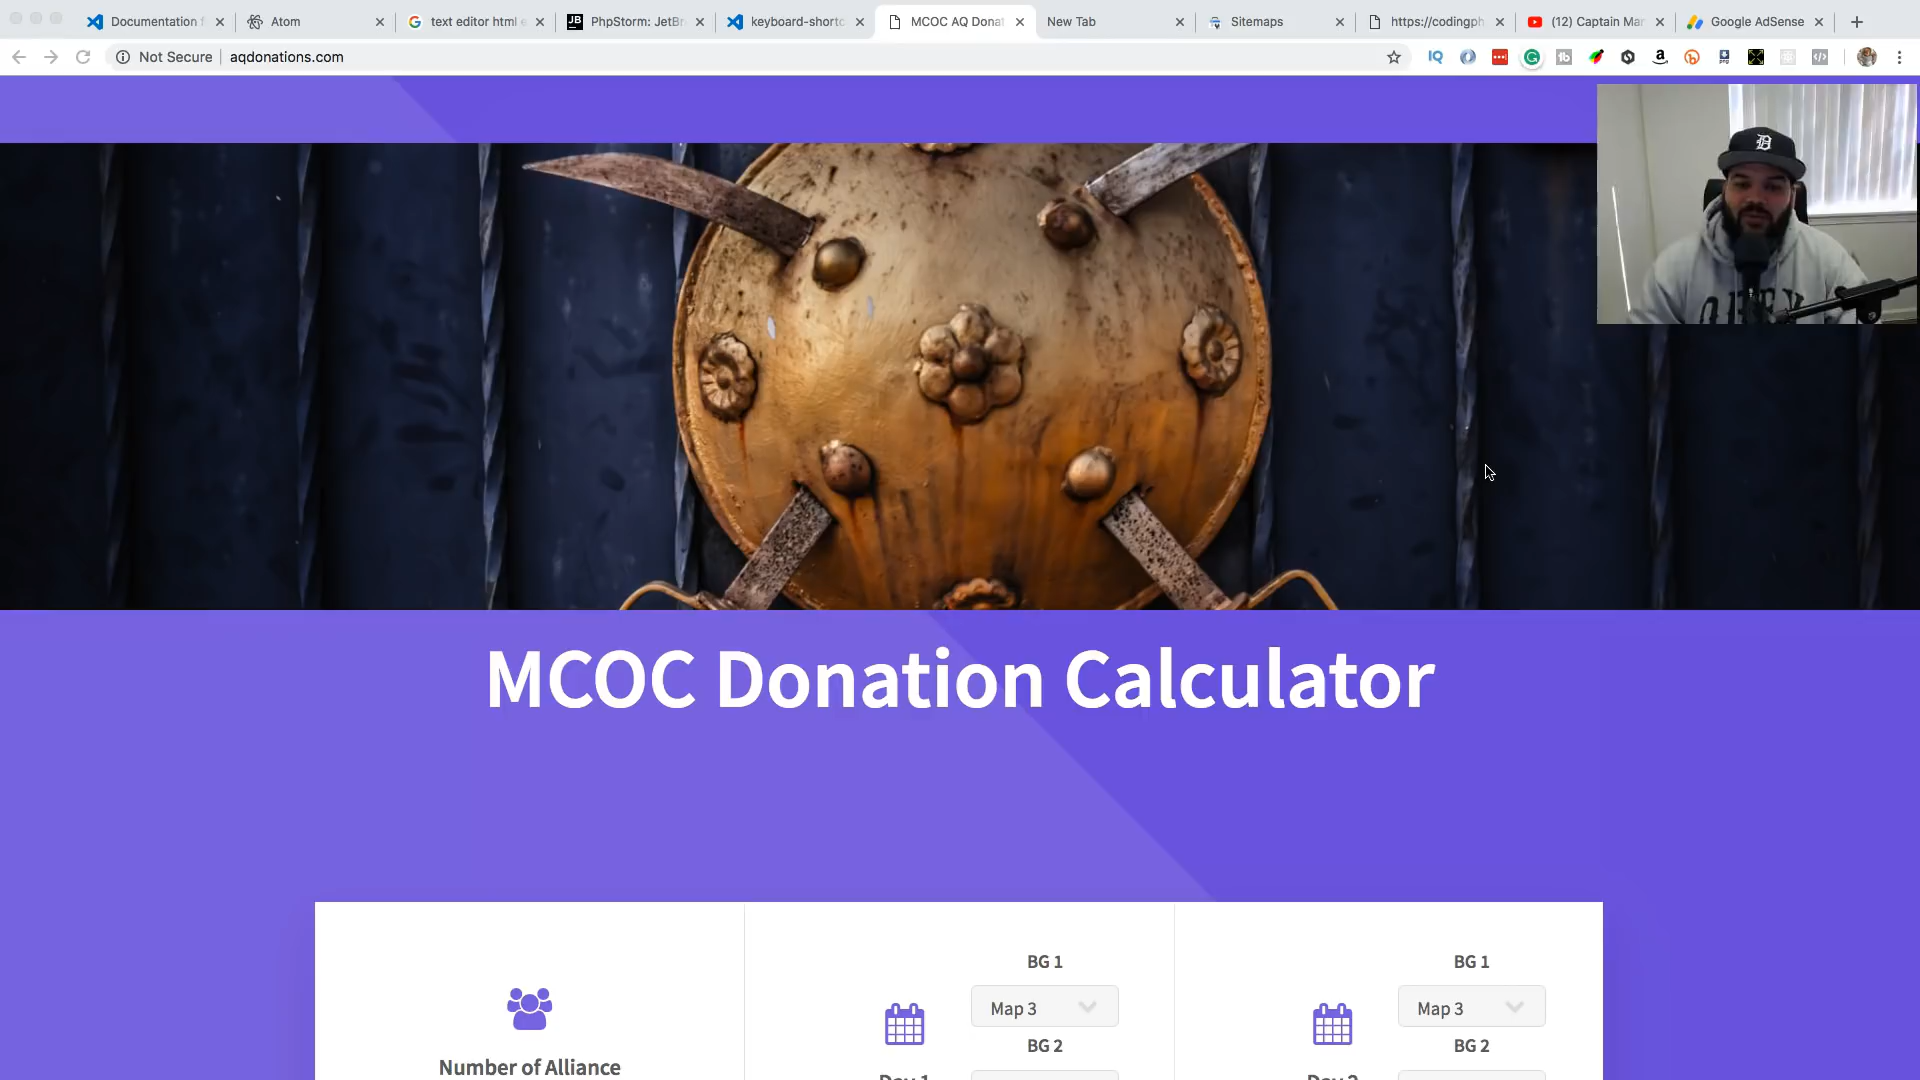 Documentation f
Atom
text editor html e
PhpStorm: JetBr
keyboard-shortc
MCOC AQ Donat
New Tab
Sitemaps
https://codingph
(12) Captain Mar
Google AdSense
Not Secure
aqdonations.com
MCOC Donation Calculator
BG 1
BG 1
Map 3
Map 3
BG 2
BG 2
Number of Alliance